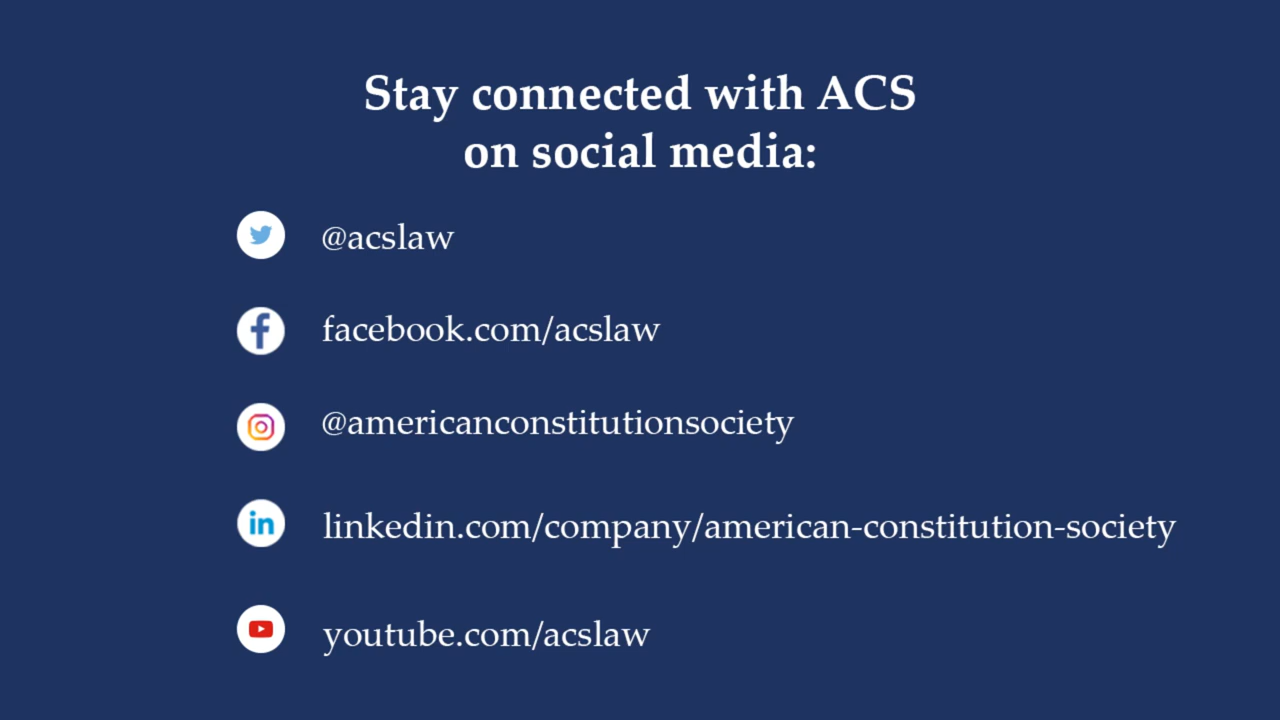 Stay connected with ACS
on social media:
@acslaw
facebook.com/acslaw
@americanconstitutionsociety
in
linkedin.com/company/american-constitution-society
youtube.com/acslaw